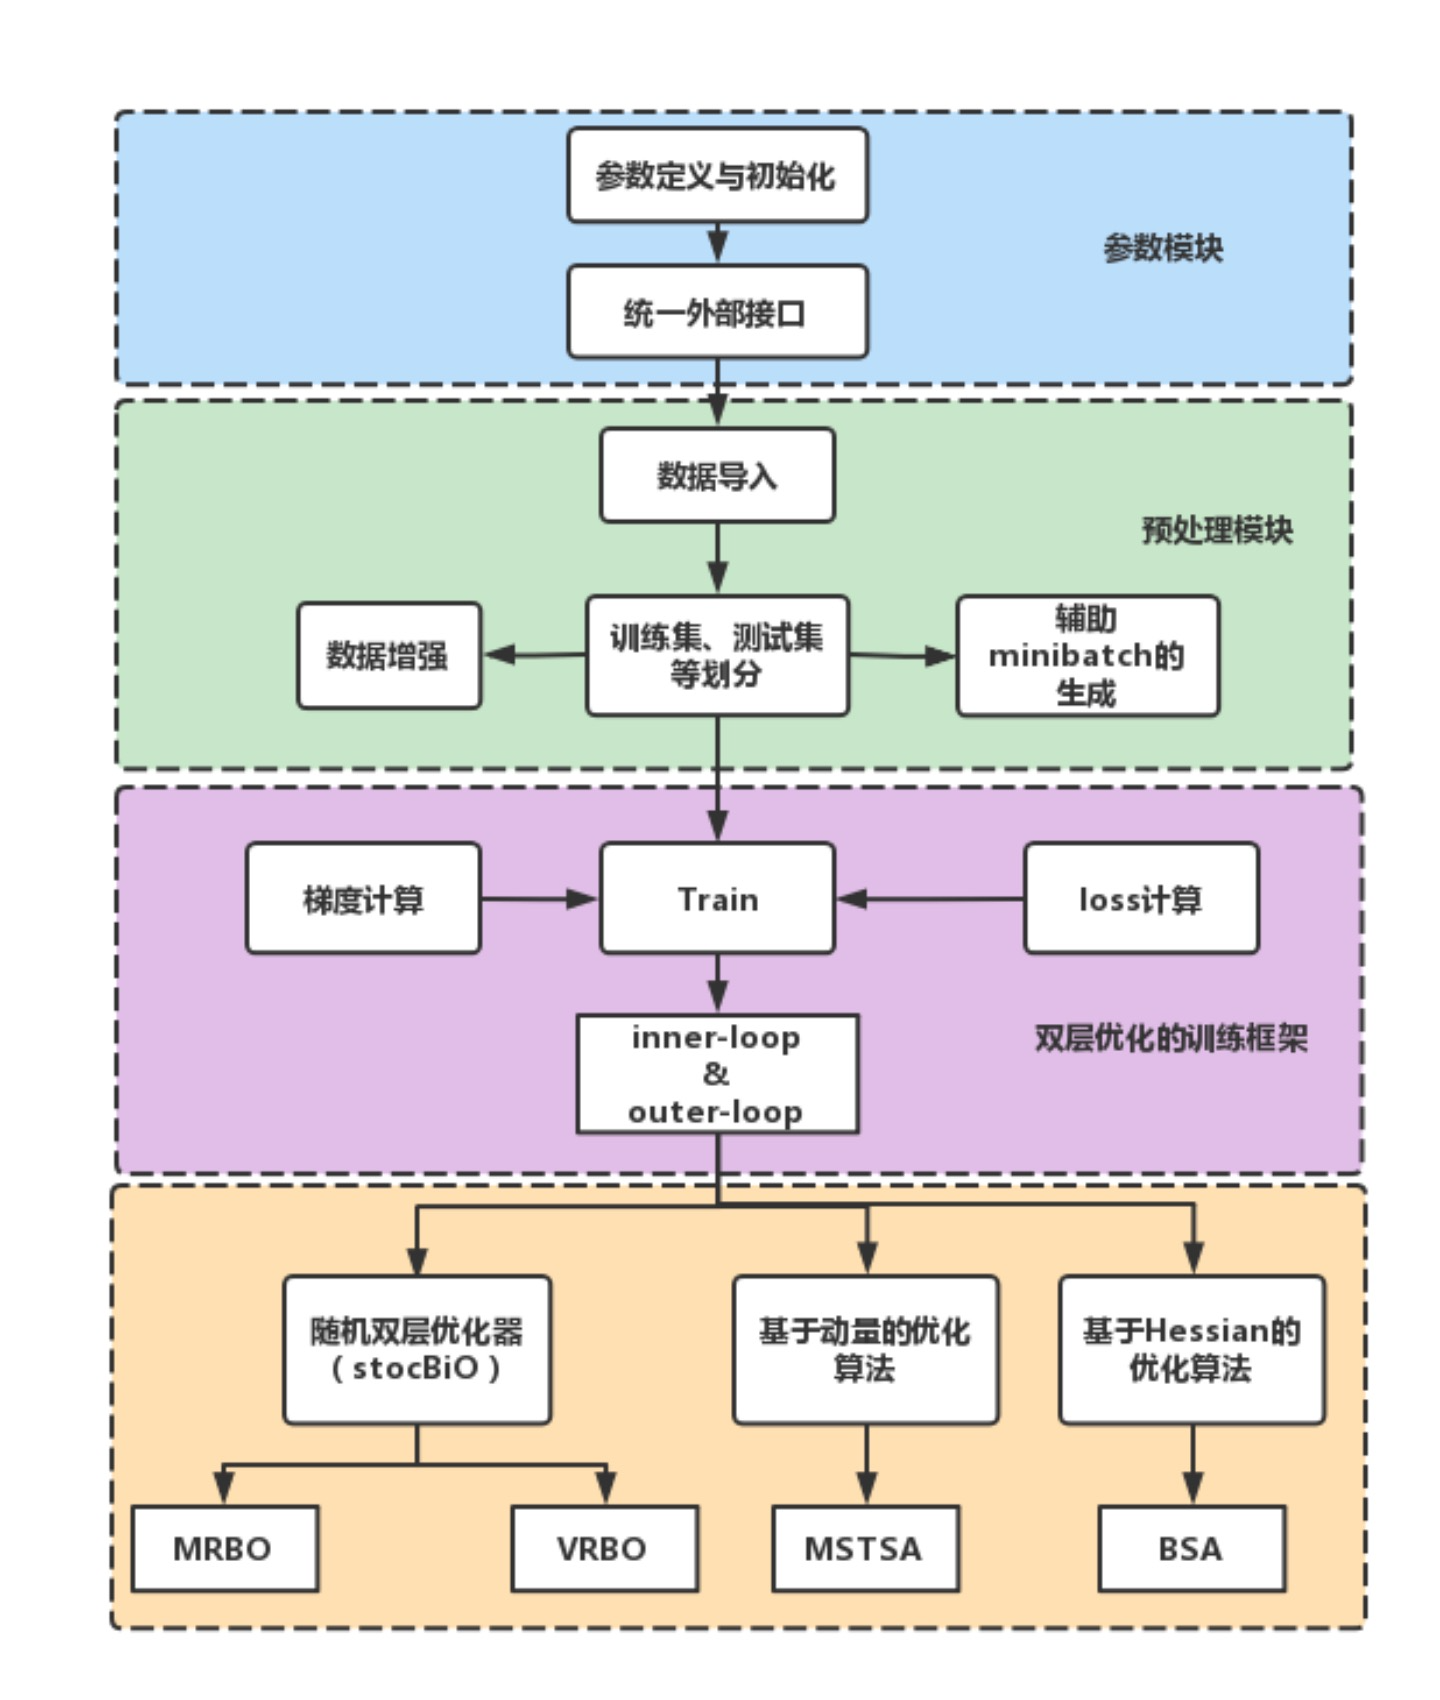 参数定义与初始化
参数模块
统一外部接口
数据导入
预处理模块
数据增强
训练集、测试集
等划分
辅助
minibatch的
生成
梯度计算
Train
loss计算
inner-loop
&
outer-loop
双层优化的训练框架
随机双层优化器
（stocBiO）
基于动量的优化
算法
基于Hessian的
优化算法
MRBO
VRBO
MSTSA
BSA